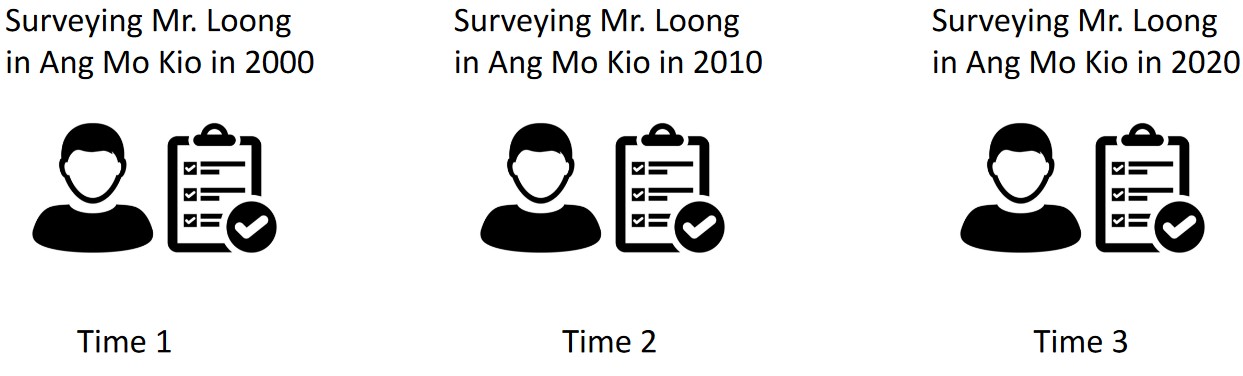 Surveying Mr. Loong
in Ang Mo Kio in 2000
Surveying Mr. Loong
in Ang Mo Kio in 2010
Surveying Mr. Loong
in Ang Mo Kio in 2020
Time 1
Time 2
Time 3